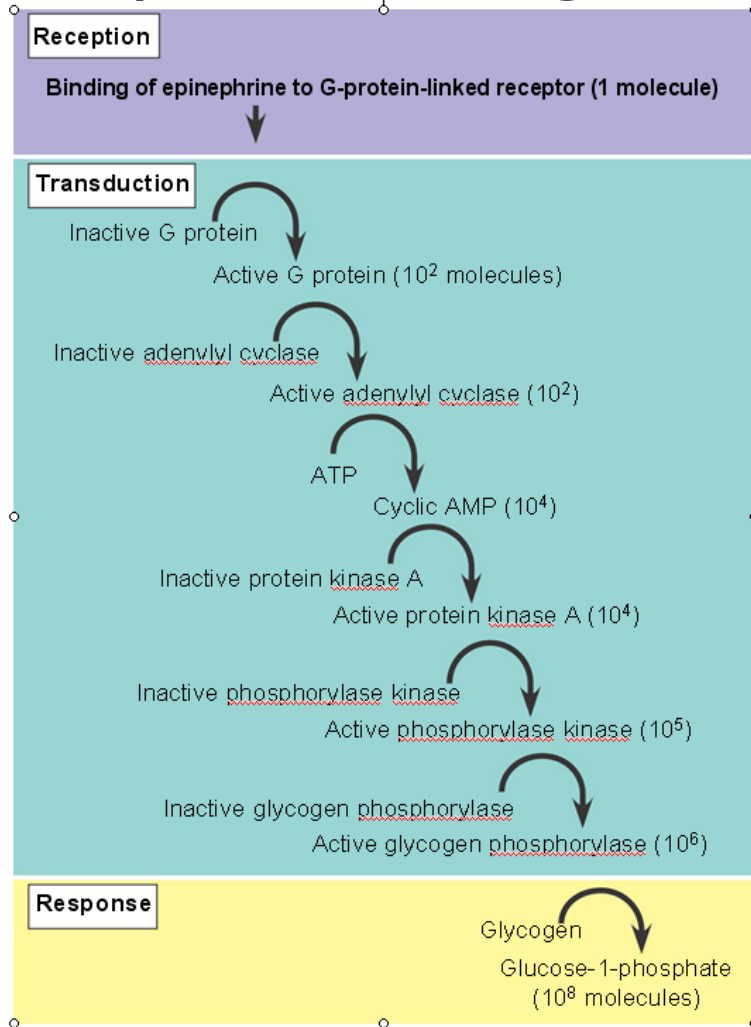 Reception
Binding of epinephrine to G-protein-linked receptor (1 molecule)
Transduction
Inactive G protein
Active G protein (10² molecules)
Inactive adenylyl cyclase
Active adenylyl cyclase (10²)
ATP
Cyclic AMP (10⁴)
Inactive protein kinase A
Active protein kinase A (10⁴)
Inactive phosphorylase kinase
Active phosphorylase kinase (10⁵)
Inactive glycogen phosphorylase
Active glycogen phosphorylase (10⁶)
Response
Glycogen
Glucose-1-phosphate
(10⁸ molecules)